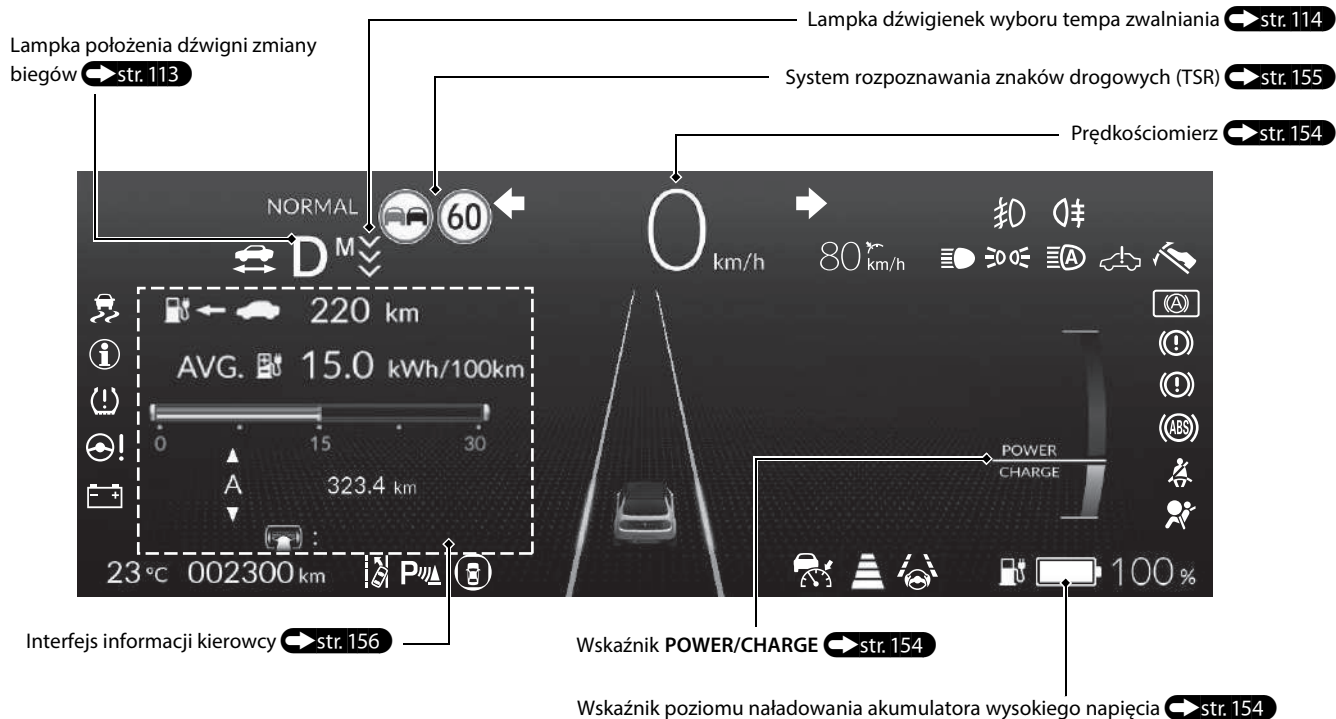 Lampka dźwigienek wyboru tempa zwalniania str. 114
Lampka położenia dźwigni zmiany
biegów str. 113
System rozpoznawania znaków drogowych (TSR) str. 155
Prędkościomierz str. 154
NORMAL
60
D M
0 km/h
80 km/h
A
220 km
(A)
AVG. 15.0 kWh/100km
0 15 30
ABS
POWER
CHARGE
A 323.4 km
:
23 °C 002300 km P 100 %
Interfejs informacji kierowcy str. 156
Wskaźnik POWER/CHARGE str. 154
Wskaźnik poziomu naładowania akumulatora wysokiego napięcia str. 154